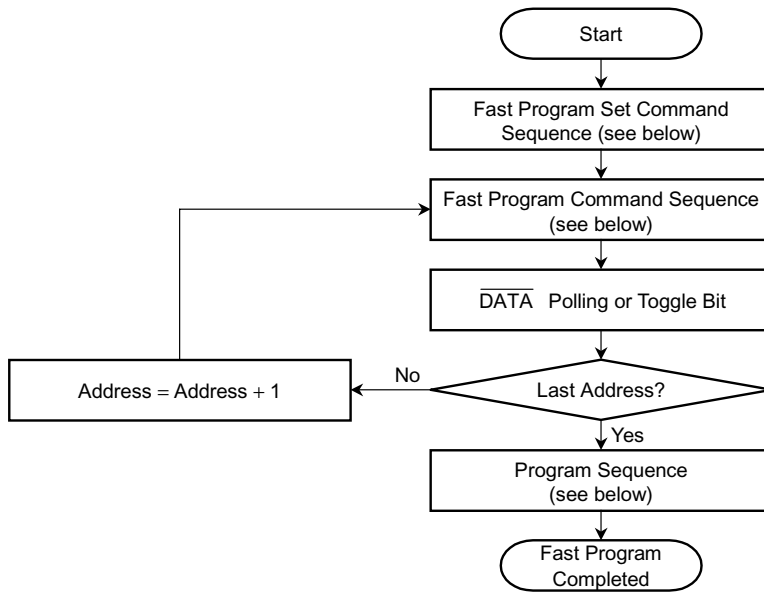 Start
Fast Program Set Command
Sequence (see below)
Fast Program Command Sequence
(see below)
DATA Polling or Toggle Bit
Address = Address + 1
No
Last Address?
Yes
Program Sequence
(see below)
Fast Program
Completed